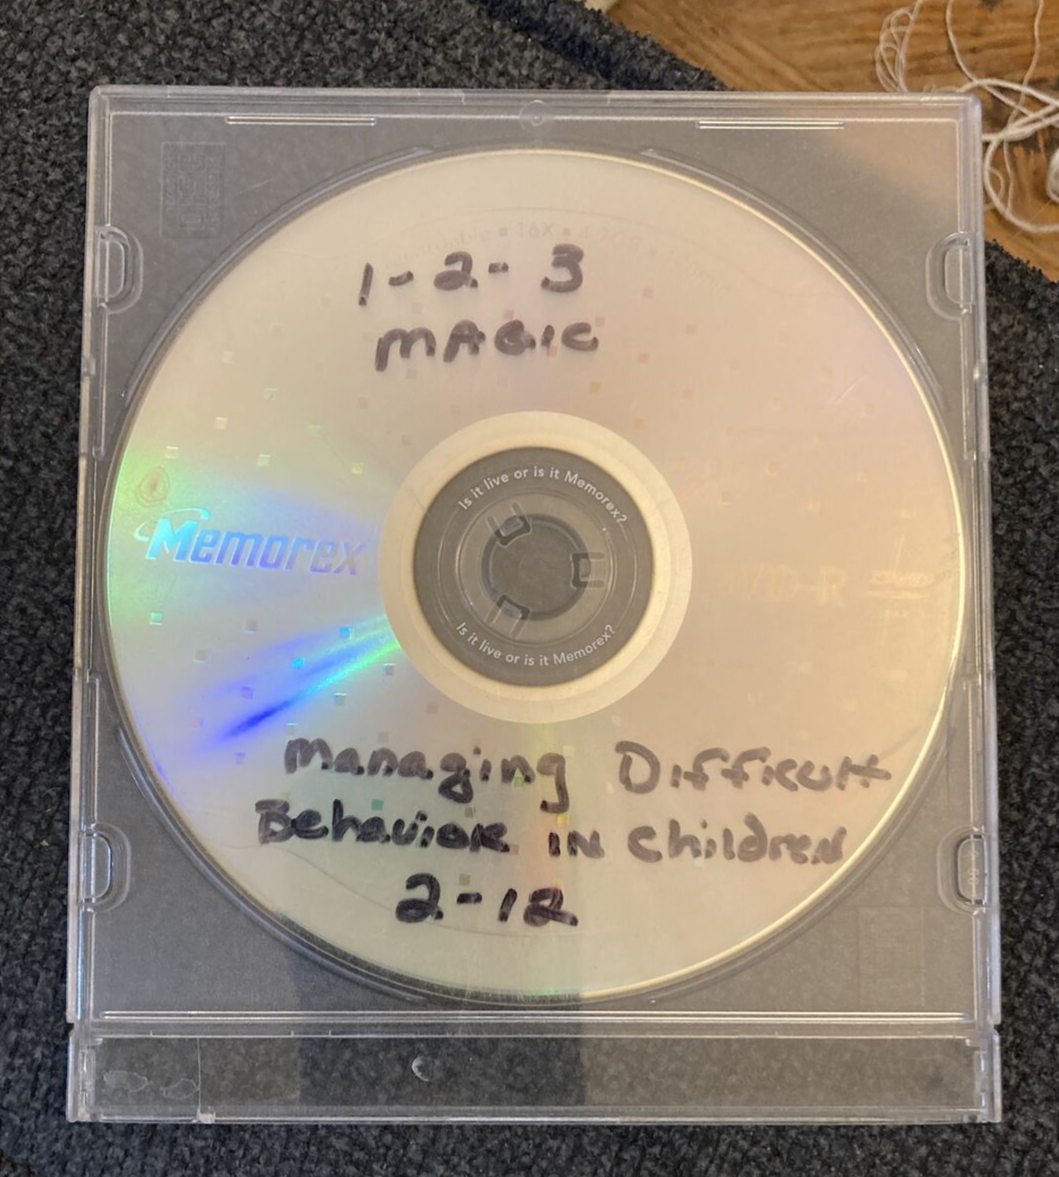 1-2-3
MAGIC
Is it live or is it Memorex?
Memorex
Is it live or is it Memorex?
Managing Difficult
Behavior in Children
2-12